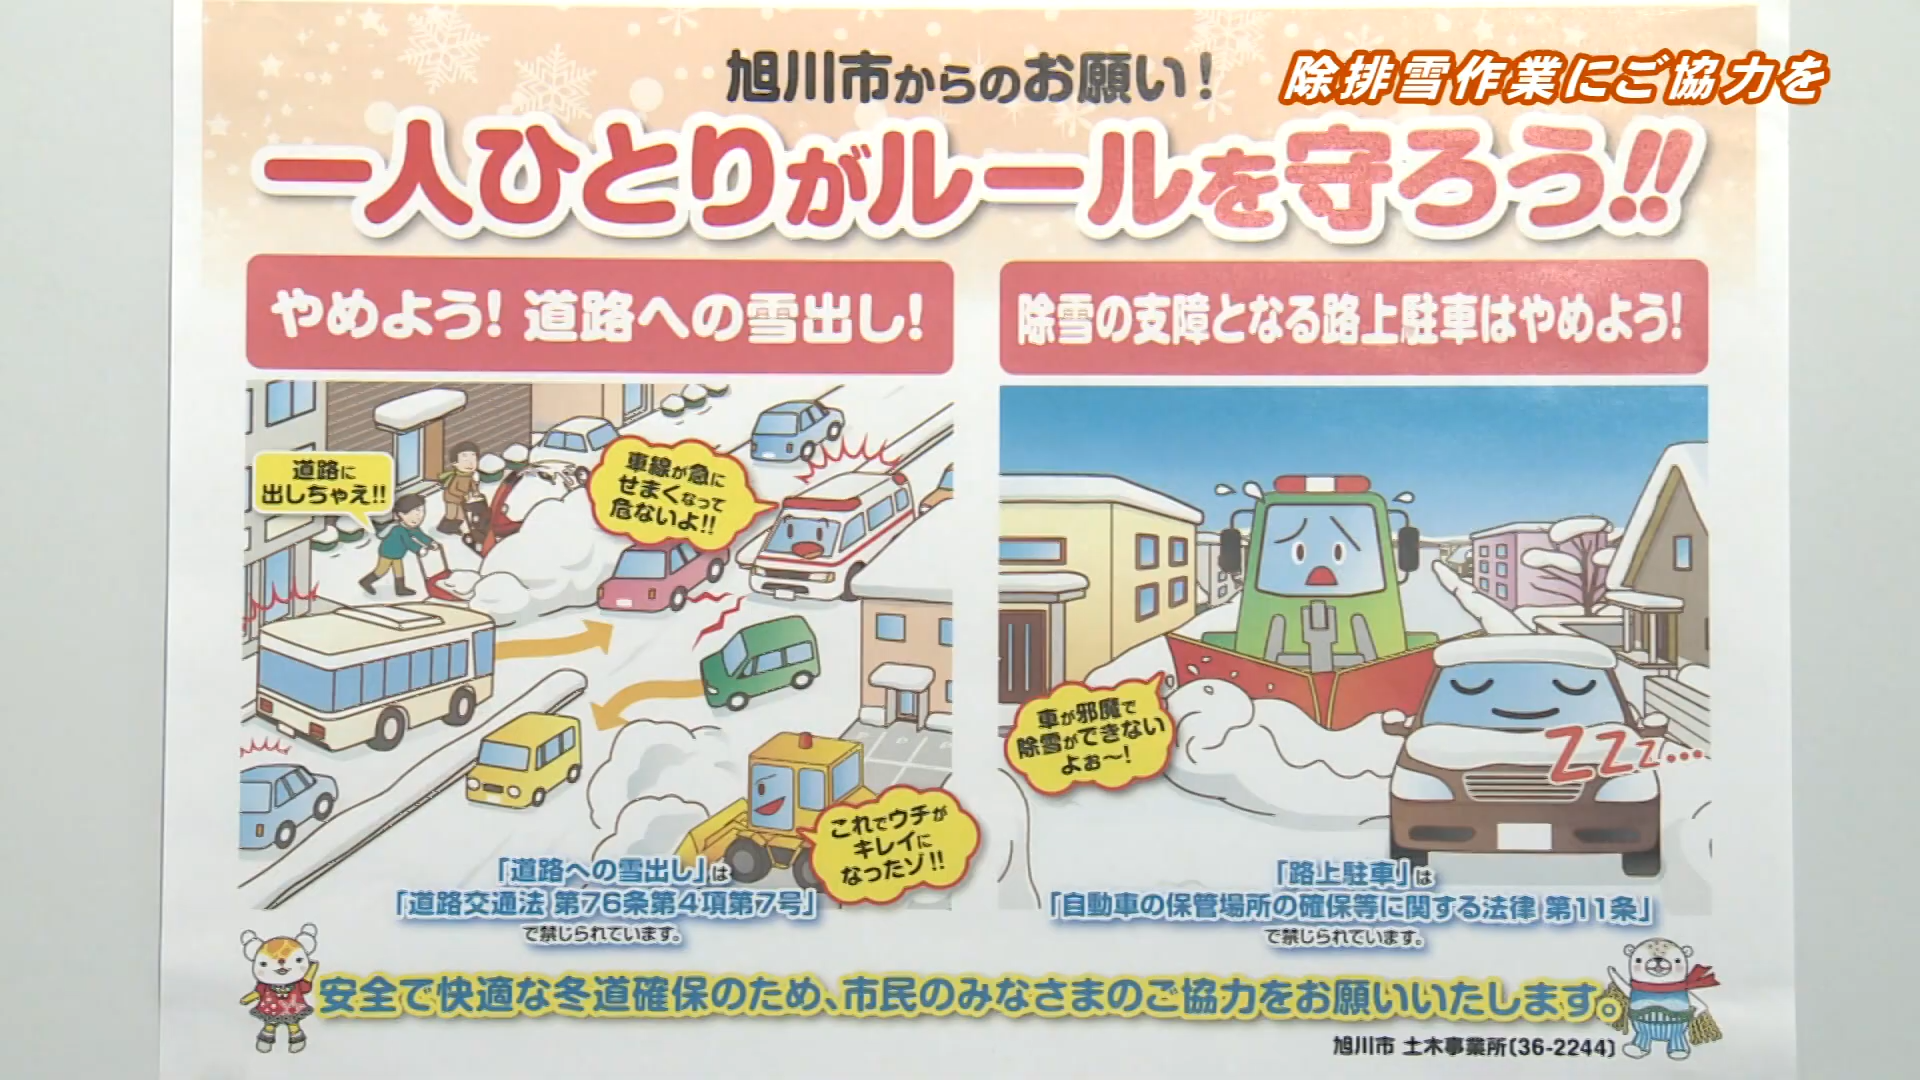 除排雪作業にご協力を
旭川市からのお願い!
一人ひとりがルールを守ろう!!
やめよう! 道路への雪出し!
道路に
出しちゃえ!!
車線が急に
せまくなって
危ないよ!!
これでウチが
キレイに
なったゾ!!
「道路への雪出し」は
「道路交通法 第76条第4項第7号」
で禁じられています。
除雪の支障となる路上駐車はやめよう!
車が邪魔で
除雪ができない
よぉ〜!
ZZZ...
「路上駐車」は
「自動車の保管場所の確保等に関する法律 第11条」
で禁じられています。
安全で快適な冬道確保のため、市民のみなさまのご協力をお願いいたします。
旭川市 土木事業所〔36-2244〕